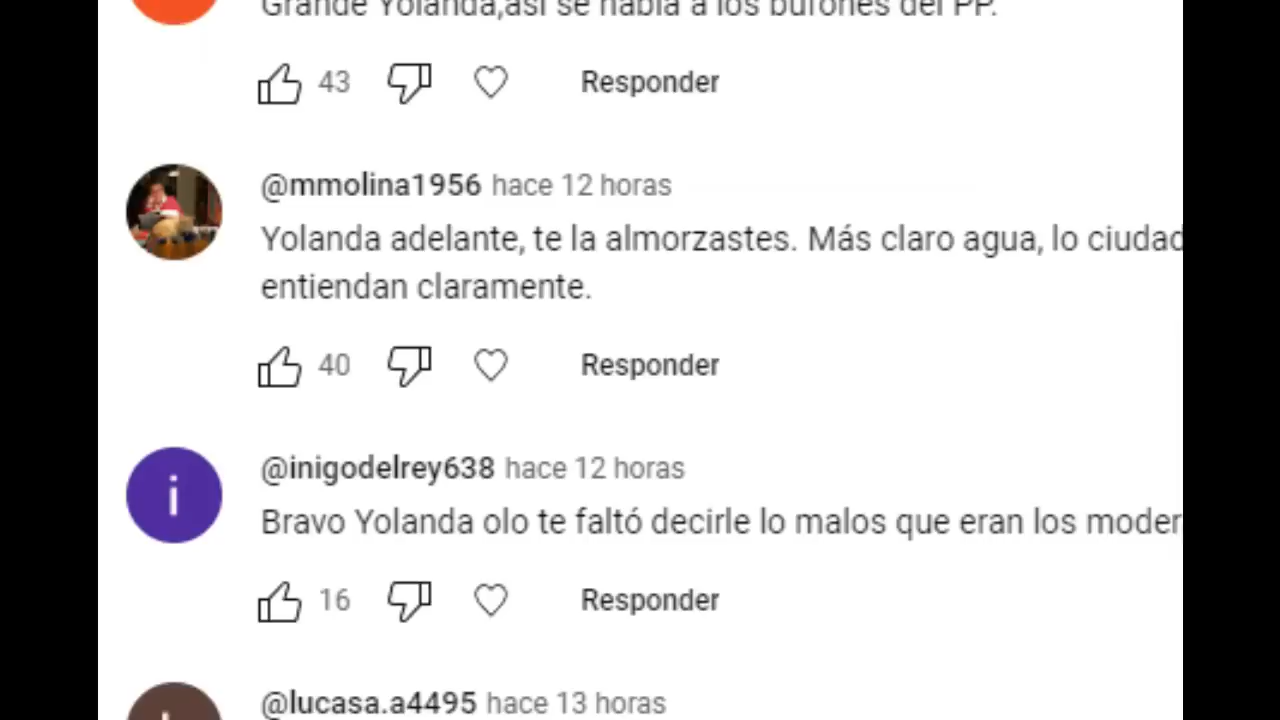 Grande Yolanda,así se habla a los bufones del PP.
43 Responder
@mmolina1956 hace 12 horas
Yolanda adelante, te la almorzastes. Más claro agua, lo ciudad
entiendan claramente.
40 Responder
i
@inigodelrey638 hace 12 horas
Bravo Yolanda olo te faltó decirle lo malos que eran los moder
16 Responder
@lucasa.a4495 hace 13 horas